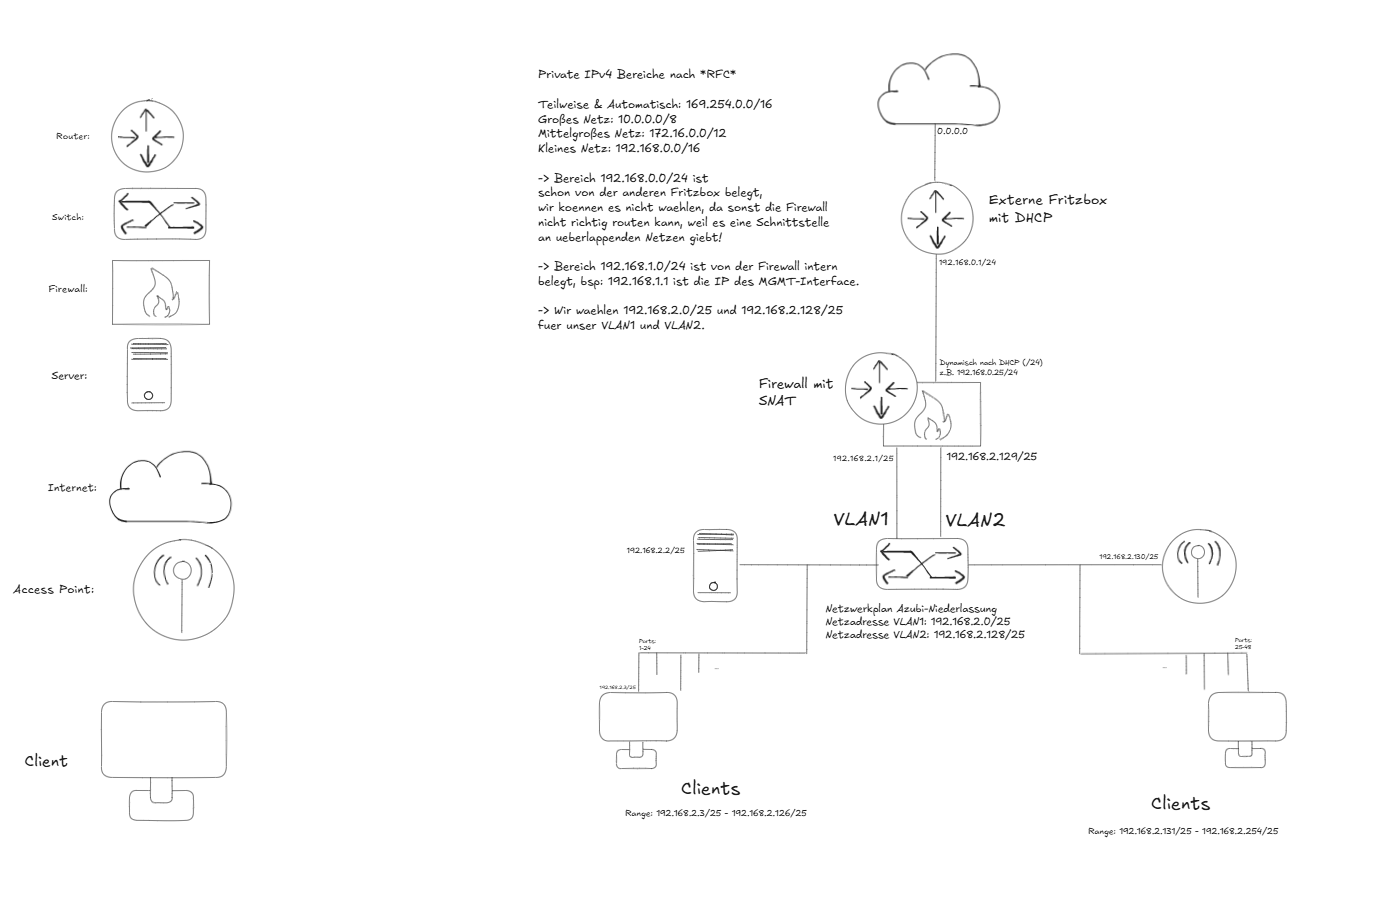 Router:
Switch:
Firewall:
Server:
Internet:
Access Point:
Client
Private IPv4 Bereiche nach *RFC*
Teilweise & Automatisch: 169.254.0.0/16
Großes Netz: 10.0.0.0/8
Mittelgroßes Netz: 172.16.0.0/12
Kleines Netz: 192.168.0.0/16
-> Bereich 192.168.0.0/24 ist
schon von der anderen Fritzbox belegt,
wir koennen es nicht waehlen, da sonst die Firewall
nicht richtig routen kann, weil es eine Schnittstelle
an ueberlappenden Netzen giebt!
-> Bereich 192.168.1.0/24 ist von der Firewall intern
belegt, bsp: 192.168.1.1 ist die IP des MGMT-Interface.
-> Wir waehlen 192.168.2.0/25 und 192.168.2.128/25
fuer unser VLAN1 und VLAN2.
0.0.0.0
Externe Fritzbox
mit DHCP
192.168.0.1/24
Dynamisch nach DHCP (/24)
z.B. 192.168.0.25/24
Firewall mit
SNAT
192.168.2.1/25
192.168.2.129/25
VLAN1
VLAN2
192.168.2.2/25
192.168.2.130/25
Netzwerkplan Azubi-Niederlassung
Netzadresse VLAN1: 192.168.2.0/25
Netzadresse VLAN2: 192.168.2.128/25
Ports:
1-24
Ports:
25-48
192.168.2.3/25
Clients
Range: 192.168.2.3/25 - 192.168.2.126/25
Clients
Range: 192.168.2.131/25 - 192.168.2.254/25